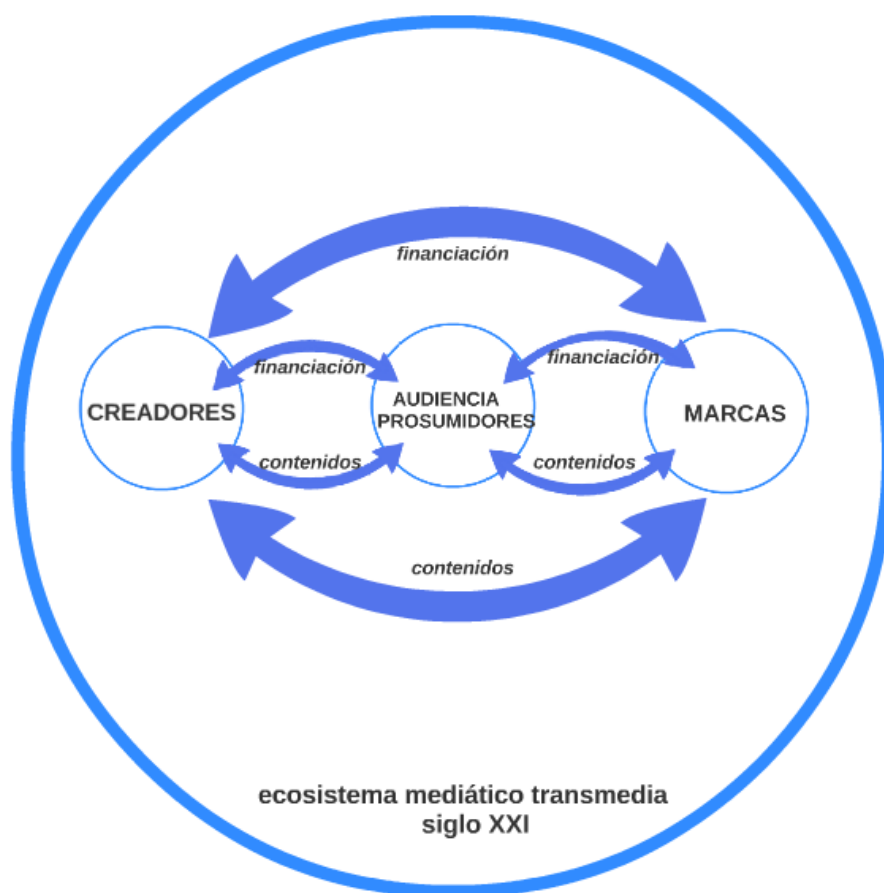 financiación
financiación
financiación
CREADORES
AUDIENCIA
PROSUMIDORES
MARCAS
contenidos
contenidos
contenidos
ecosistema mediático transmedia
siglo XXI